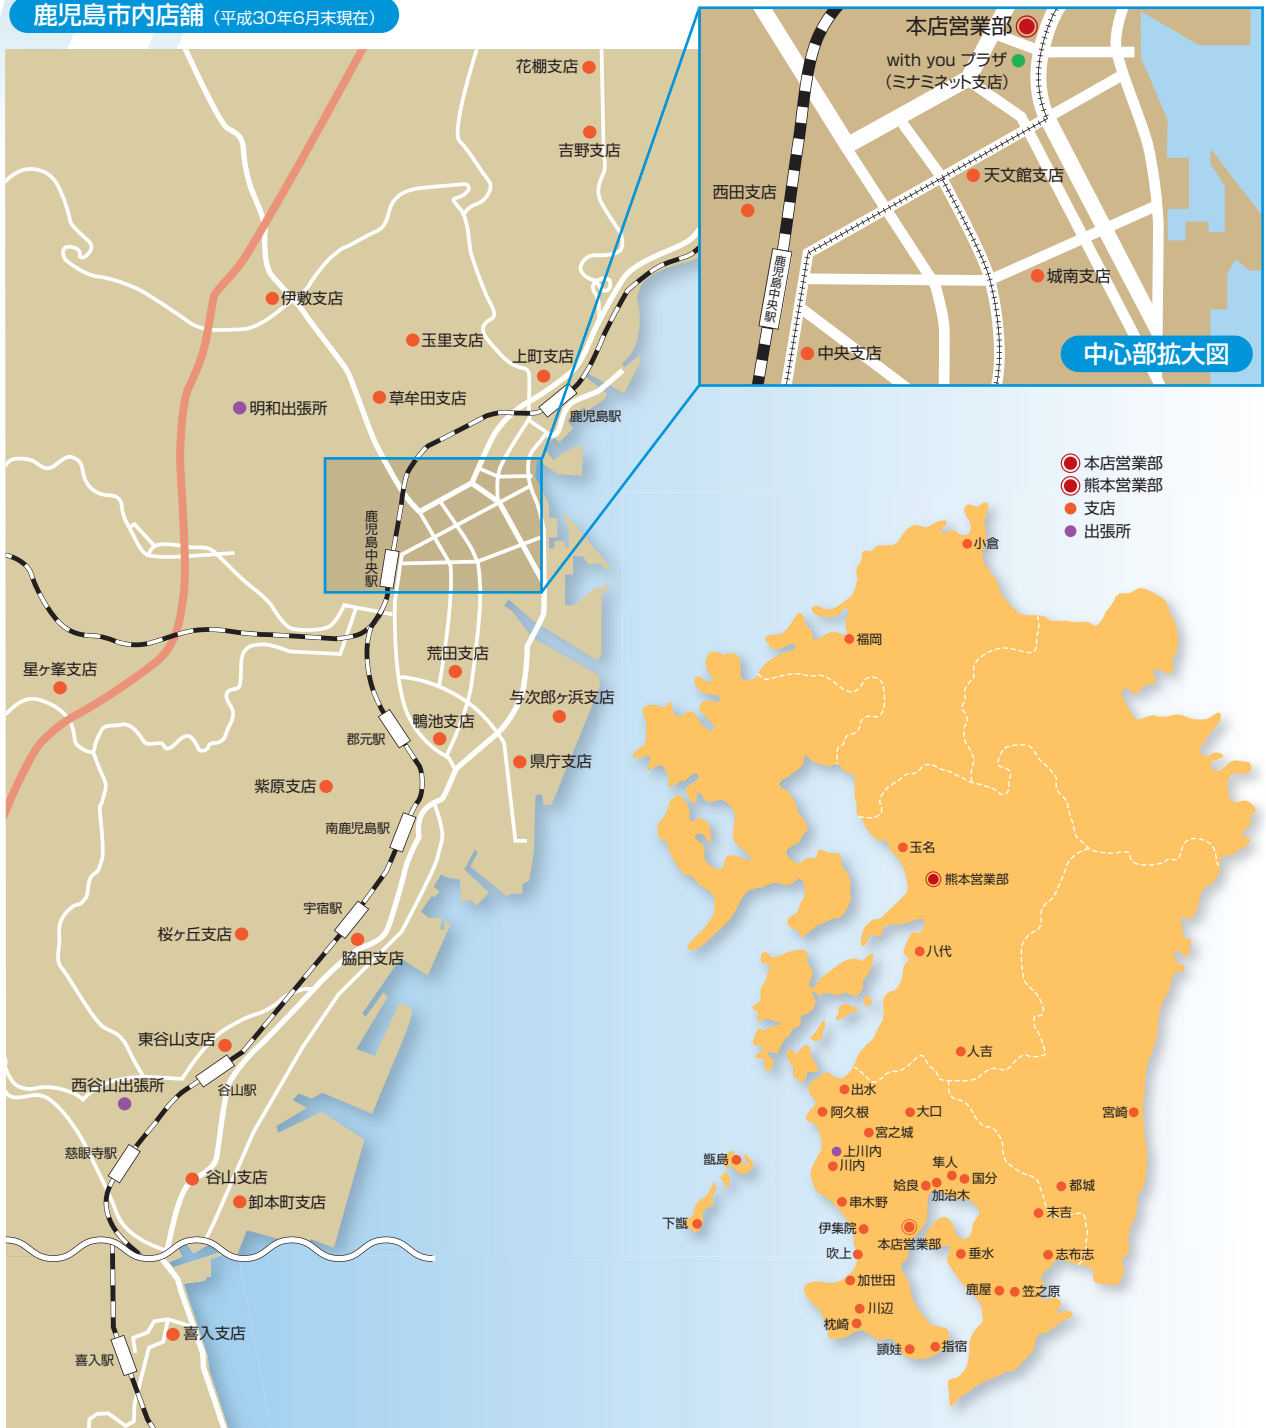 鹿児島市内店舗（平成30年6月末現在）
花棚支店
吉野支店
伊敷支店
玉里支店
上町支店
草牟田支店
明和出張所
鹿児島駅
鹿児島中央駅
荒田支店
星ヶ峯支店
与次郎ヶ浜支店
鴨池支店
郡元駅
県庁支店
紫原支店
南鹿児島駅
宇宿駅
桜ヶ丘支店
脇田支店
東谷山支店
谷山駅
西谷山出張所
慈眼寺駅
谷山支店
卸本町支店
喜入支店
喜入駅
本店営業部
with you プラザ
（ミナミネット支店）
天文館支店
西田支店
鹿児島中央駅
城南支店
中央支店
中心部拡大図
本店営業部
熊本営業部
支店
出張所
小倉
福岡
玉名
熊本営業部
八代
人吉
出水
阿久根
大口
宮崎
宮之城
上川内
川内
甑島
隼人
国分
姶良
加治木
都城
串木野
末吉
下甑
伊集院
本店営業部
吹上
垂水
志布志
加世田
鹿屋
笠之原
川辺
枕崎
頴娃
指宿